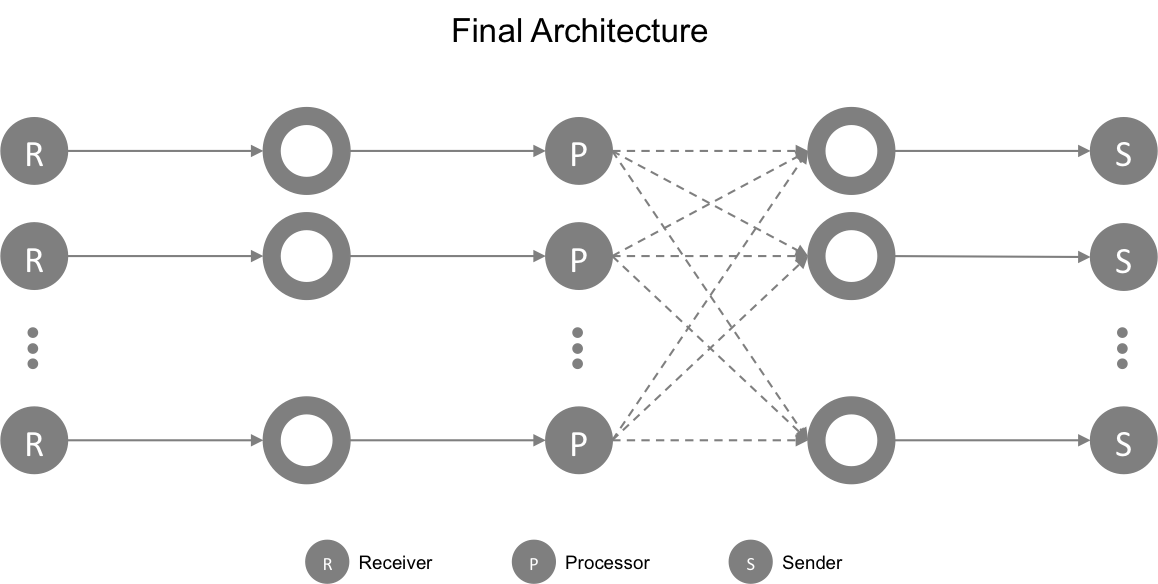 Final Architecture
R P S
R P S
R P S
R Receiver P Processor S Sender